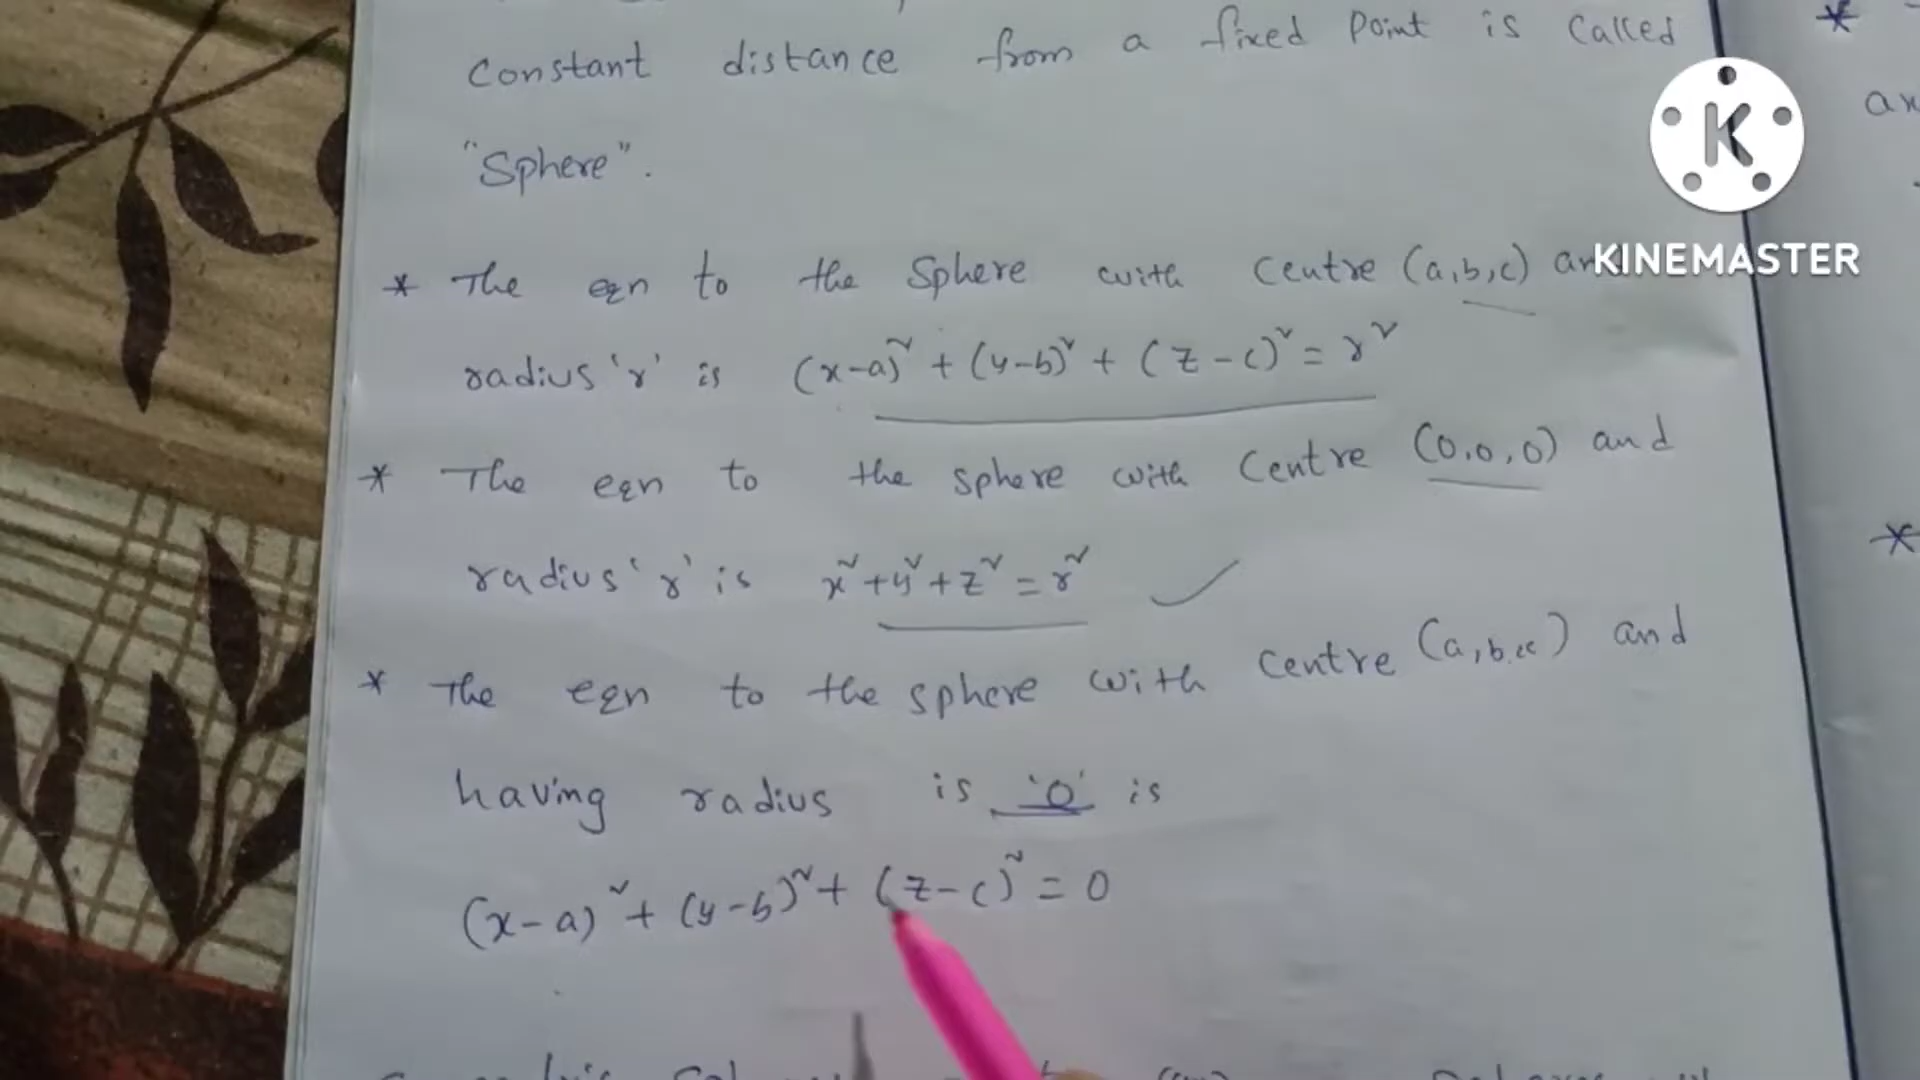 constant distance from a fixed point is called
"Sphere".
* The eqn to the Sphere with centre (a,b,c) and
radius 'r' is (x-a)² + (y-b)² + (z-c)² = r²
* The eqn to the sphere with centre (0,0,0) and
radius 'r' is x²+y²+z² = r²
* The eqn to the sphere with centre (a,b,c) and
having radius is '0' is
(x-a)² + (y-b)² + (z-c)² = 0
K
KINEMASTER
*
*